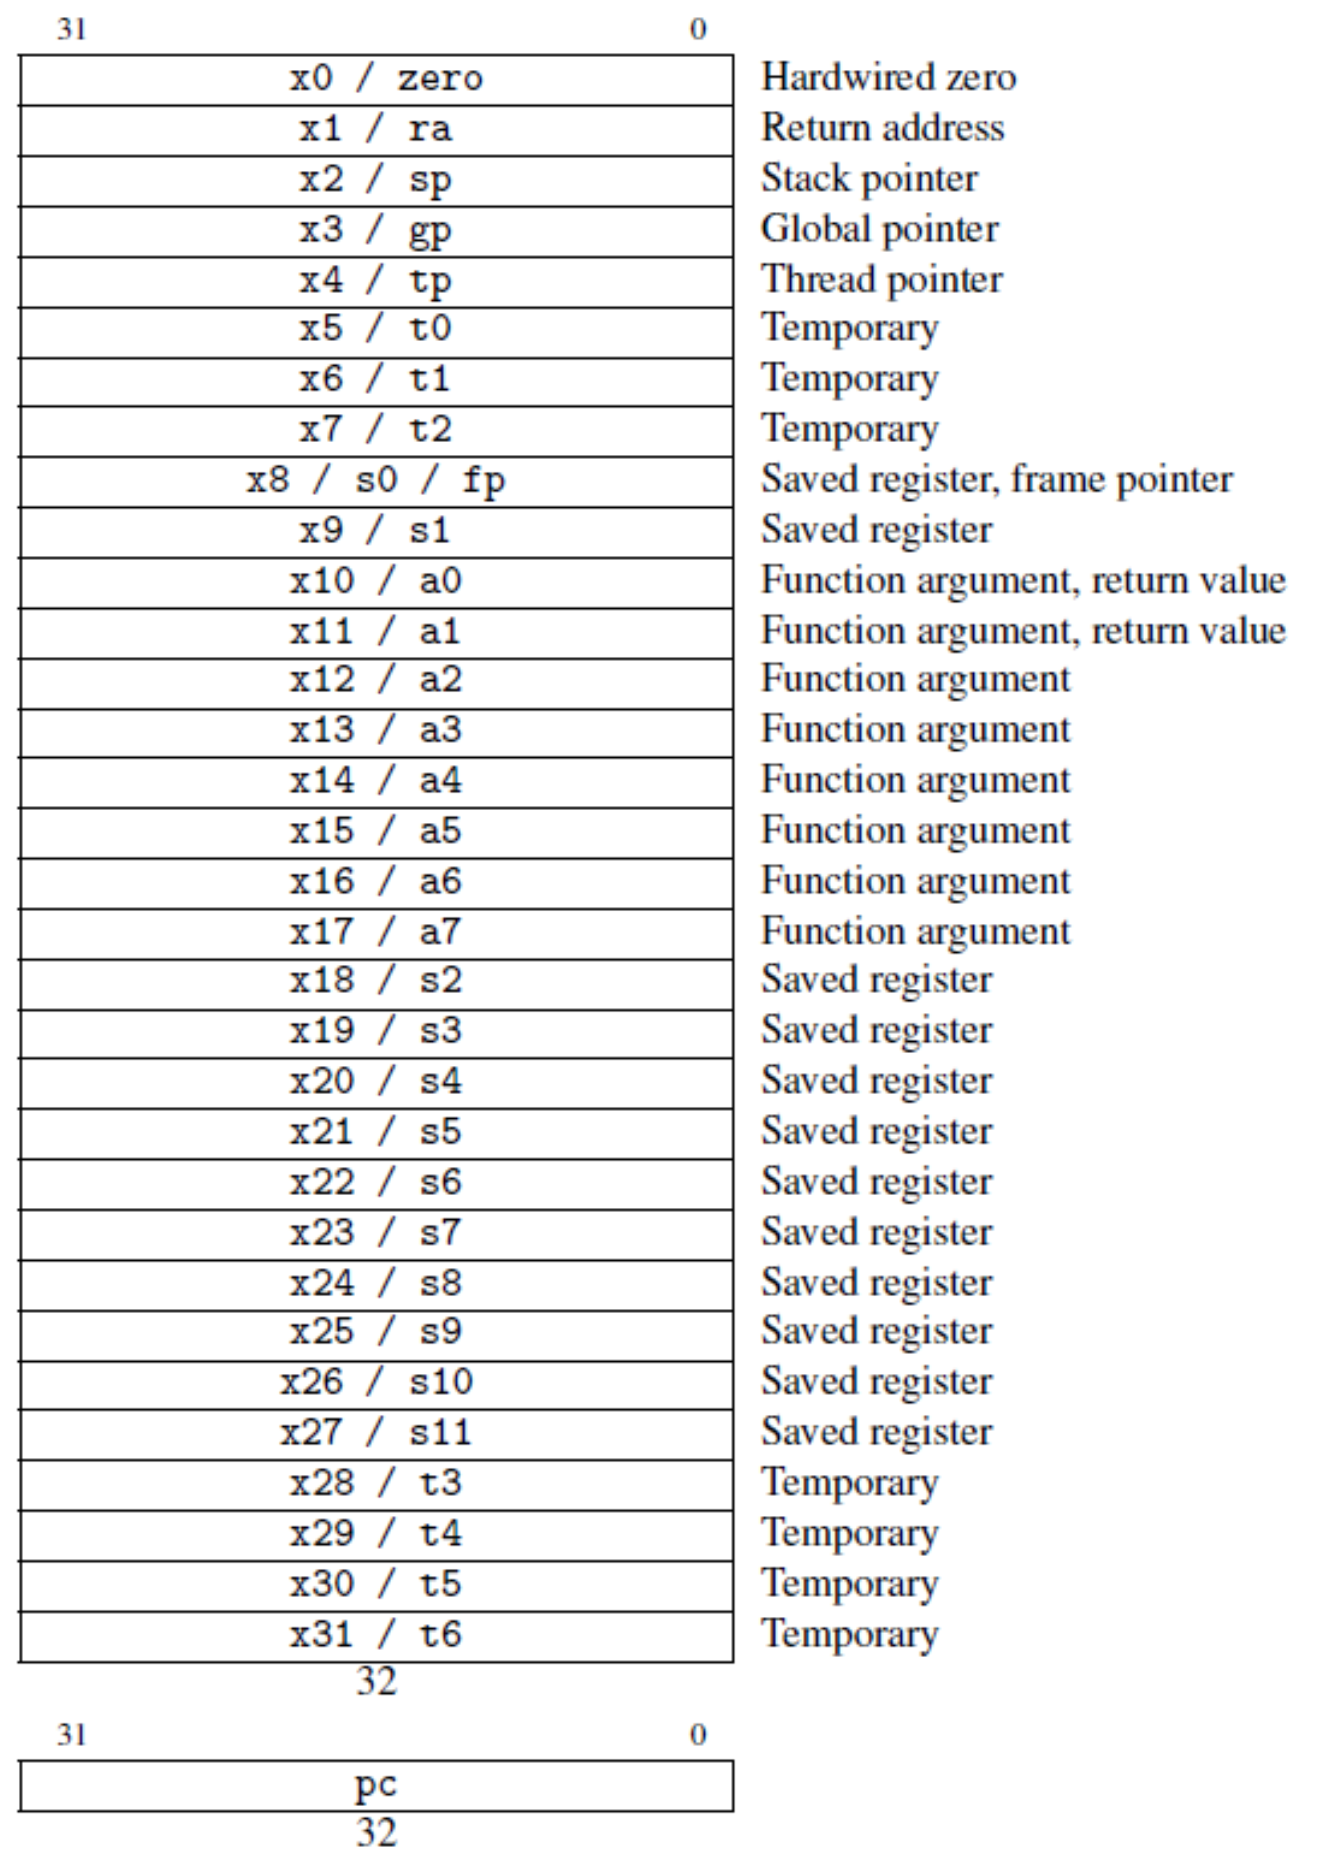 31 0
x0 / zero Hardwired zero
x1 / ra Return address
x2 / sp Stack pointer
x3 / gp Global pointer
x4 / tp Thread pointer
x5 / t0 Temporary
x6 / t1 Temporary
x7 / t2 Temporary
x8 / s0 / fp Saved register, frame pointer
x9 / s1 Saved register
x10 / a0 Function argument, return value
x11 / a1 Function argument, return value
x12 / a2 Function argument
x13 / a3 Function argument
x14 / a4 Function argument
x15 / a5 Function argument
x16 / a6 Function argument
x17 / a7 Function argument
x18 / s2 Saved register
x19 / s3 Saved register
x20 / s4 Saved register
x21 / s5 Saved register
x22 / s6 Saved register
x23 / s7 Saved register
x24 / s8 Saved register
x25 / s9 Saved register
x26 / s10 Saved register
x27 / s11 Saved register
x28 / t3 Temporary
x29 / t4 Temporary
x30 / t5 Temporary
x31 / t6 Temporary
32
31 0
pc
32